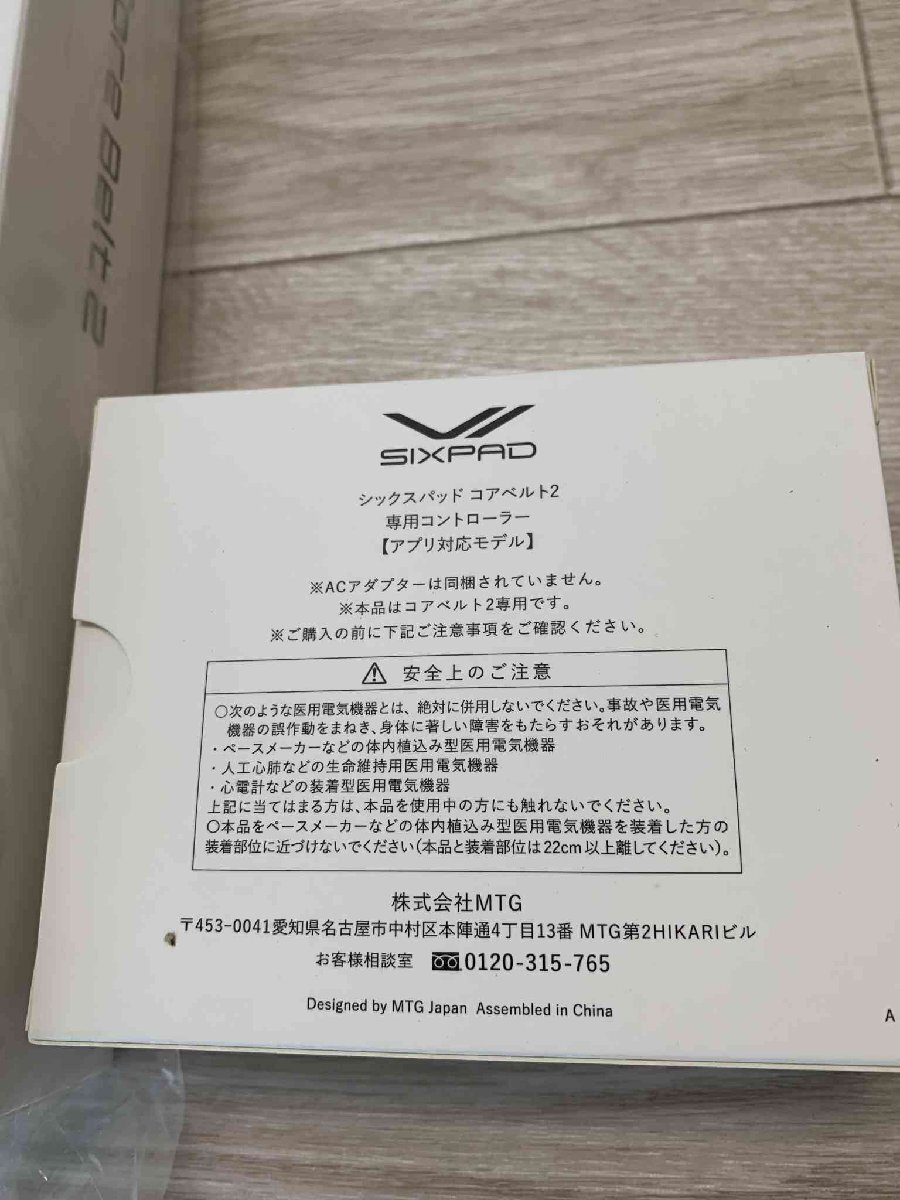 Core Belt 2
SIXPAD
シックスパッド コアベルト2
専用コントローラー
【アプリ対応モデル】
※ACアダプターは同梱されていません。
※本品はコアベルト2専用です。
※ご購入の前に下記ご注意事項をご確認ください。
⚠ 安全上のご注意
○次のような医用電気機器とは、絶対に併用しないでください。事故や医用電気
機器の誤作動をまねき、身体に著しい障害をもたらすおそれがあります。
・ペースメーカーなどの体内植込み型医用電気機器
・人工心肺などの生命維持用医用電気機器
・心電計などの装着型医用電気機器
上記に当てはまる方は、本品を使用中の方にも触れないでください。
○本品をペースメーカーなどの体内植込み型医用電気機器を装着した方の
装着部位に近づけないでください(本品と装着部位は22cm以上離してください)。
株式会社MTG
〒453-0041愛知県名古屋市中村区本陣通4丁目13番 MTG第2HIKARIビル
お客様相談室 0120-315-765
Designed by MTG Japan Assembled in China
A